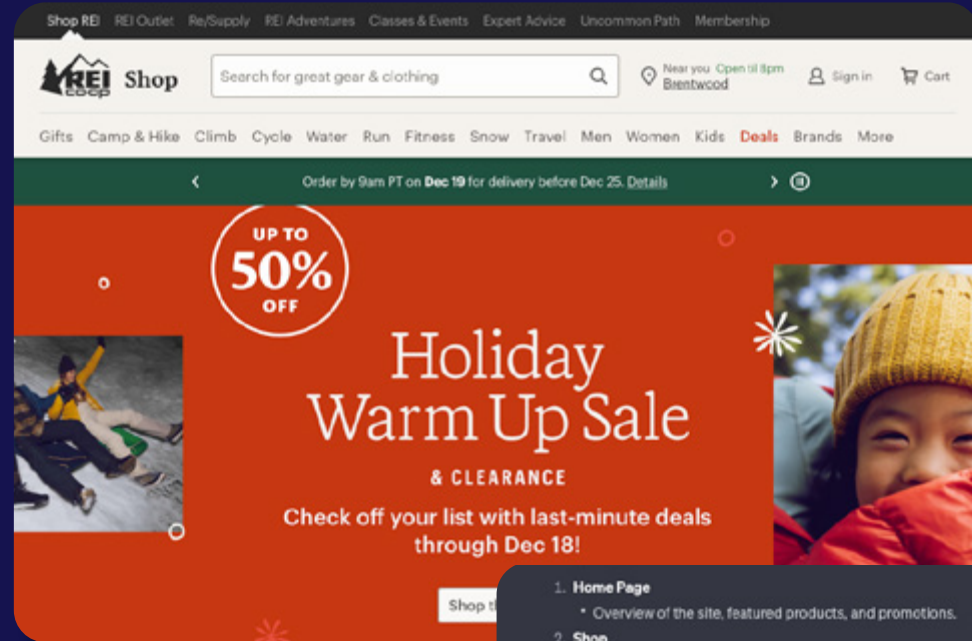 Shop REI REI Outlet Re/Supply REI Adventures Classes & Events Expert Advice Uncommon Path Membership
REI
coop
Shop
Search for great gear & clothing
Near you Open til 8pm
Brentwood
Sign in
Cart
Gifts Camp & Hike Climb Cycle Water Run Fitness Snow Travel Men Women Kids Deals Brands More
Order by 9am PT on Dec 19 for delivery before Dec 25. Details
UP TO
50%
OFF
Holiday
Warm Up Sale
& CLEARANCE
Check off your list with last-minute deals
through Dec 18!
Shop
1. Home Page
• Overview of the site, featured products, and promotions.
2. Shop